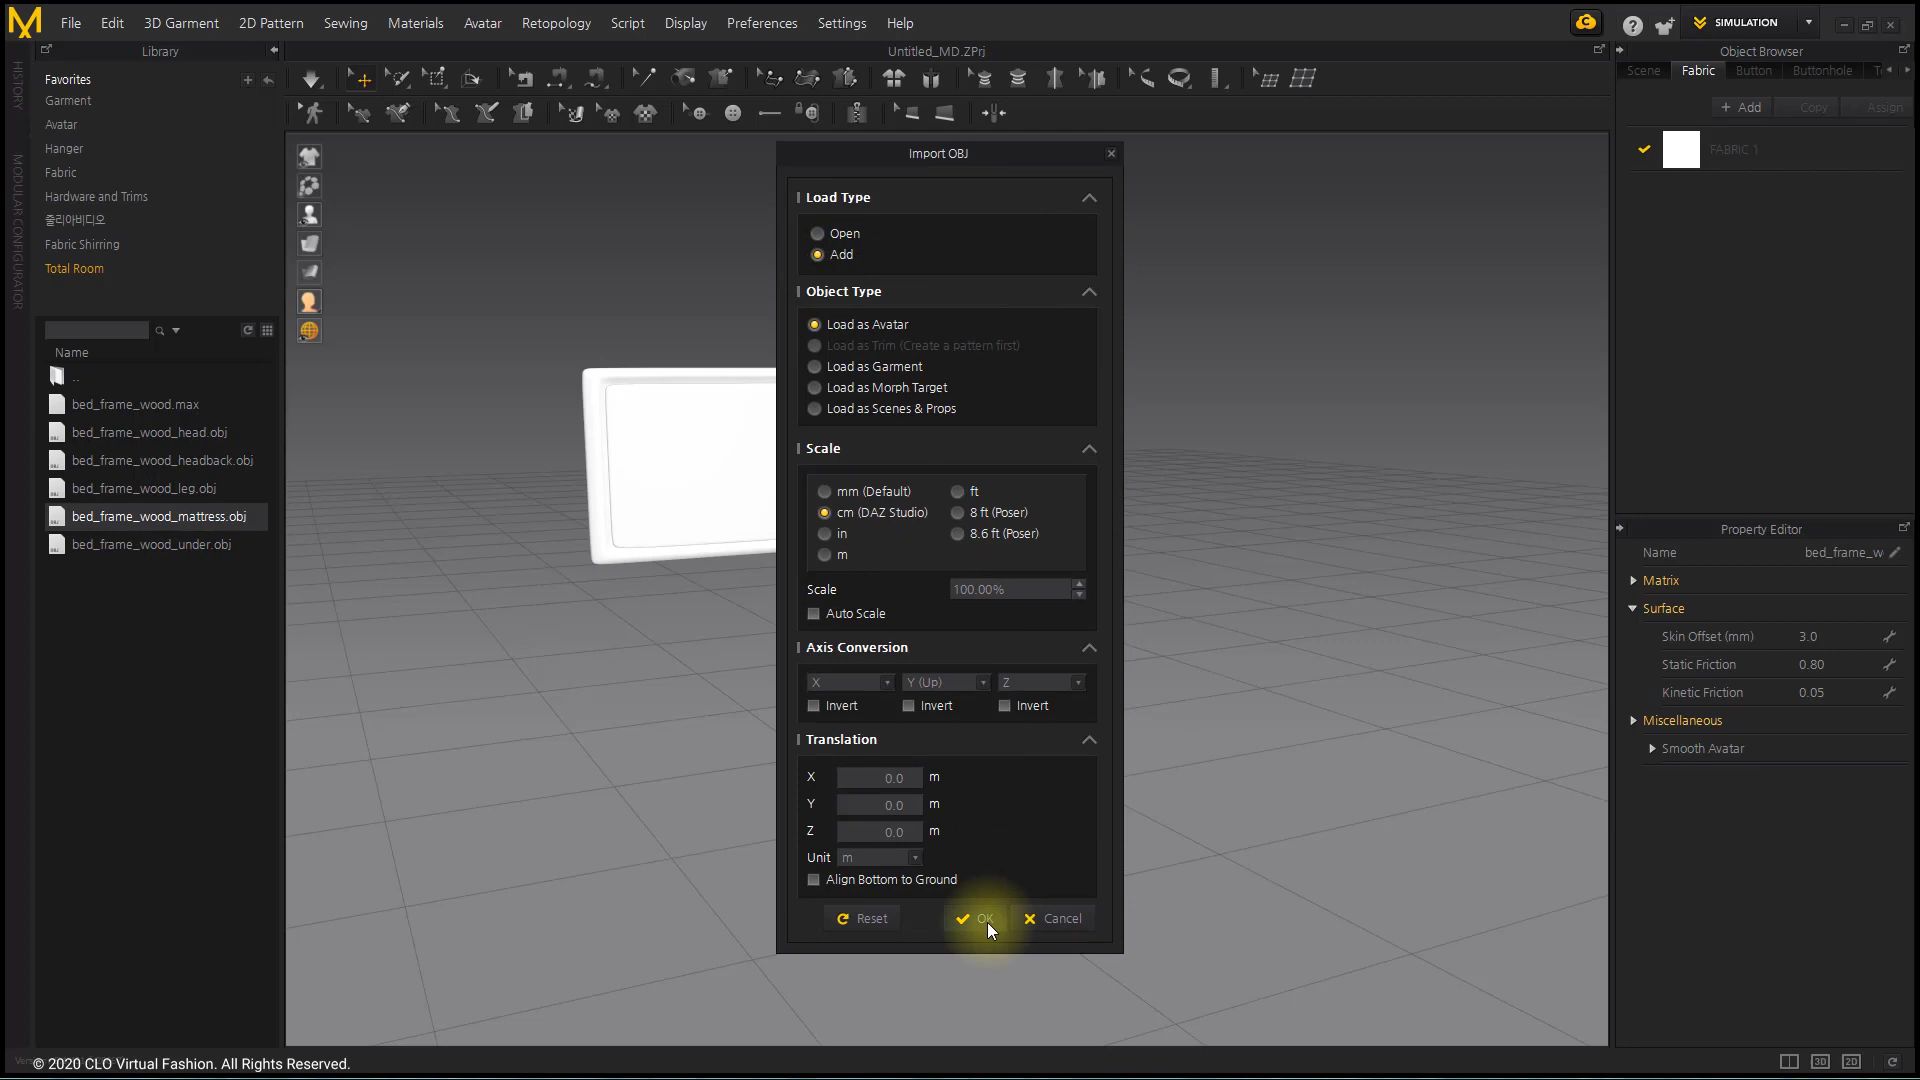 File Edit 3D Garment 2D Pattern Sewing Materials Avatar Retopology Script Display Preferences Settings Help
SIMULATION
Library
Untitled_MD.ZPrj
Object Browser
HISTORY
MODULAR CONFIGURATOR
Favorites
Garment
Avatar
Hanger
Fabric
Hardware and Trims
줄리아비디오
Fabric Shirring
Total Room
Name
..
bed_frame_wood.max
bed_frame_wood_head.obj
bed_frame_wood_headback.obj
bed_frame_wood_leg.obj
bed_frame_wood_mattress.obj
bed_frame_wood_under.obj
Import OBJ
Load Type
Open
Add
Object Type
Load as Avatar
Load as Trim (Create a pattern first)
Load as Garment
Load as Morph Target
Load as Scenes & Props
Scale
mm (Default) ft
cm (DAZ Studio) 8 ft (Poser)
in 8.6 ft (Poser)
m
Scale 100.00%
Auto Scale
Axis Conversion
X Y (Up) Z
Invert Invert Invert
Translation
X 0.0 m
Y 0.0 m
Z 0.0 m
Unit m
Align Bottom to Ground
Reset OK Cancel
Scene Fabric Button Buttonhole
+ Add Copy Assign
FABRIC 1
Property Editor
Name bed_frame_w
Matrix
Surface
Skin Offset (mm) 3.0
Static Friction 0.80
Kinetic Friction 0.05
Miscellaneous
Smooth Avatar
© 2020 CLO Virtual Fashion. All Rights Reserved.
3D 2D